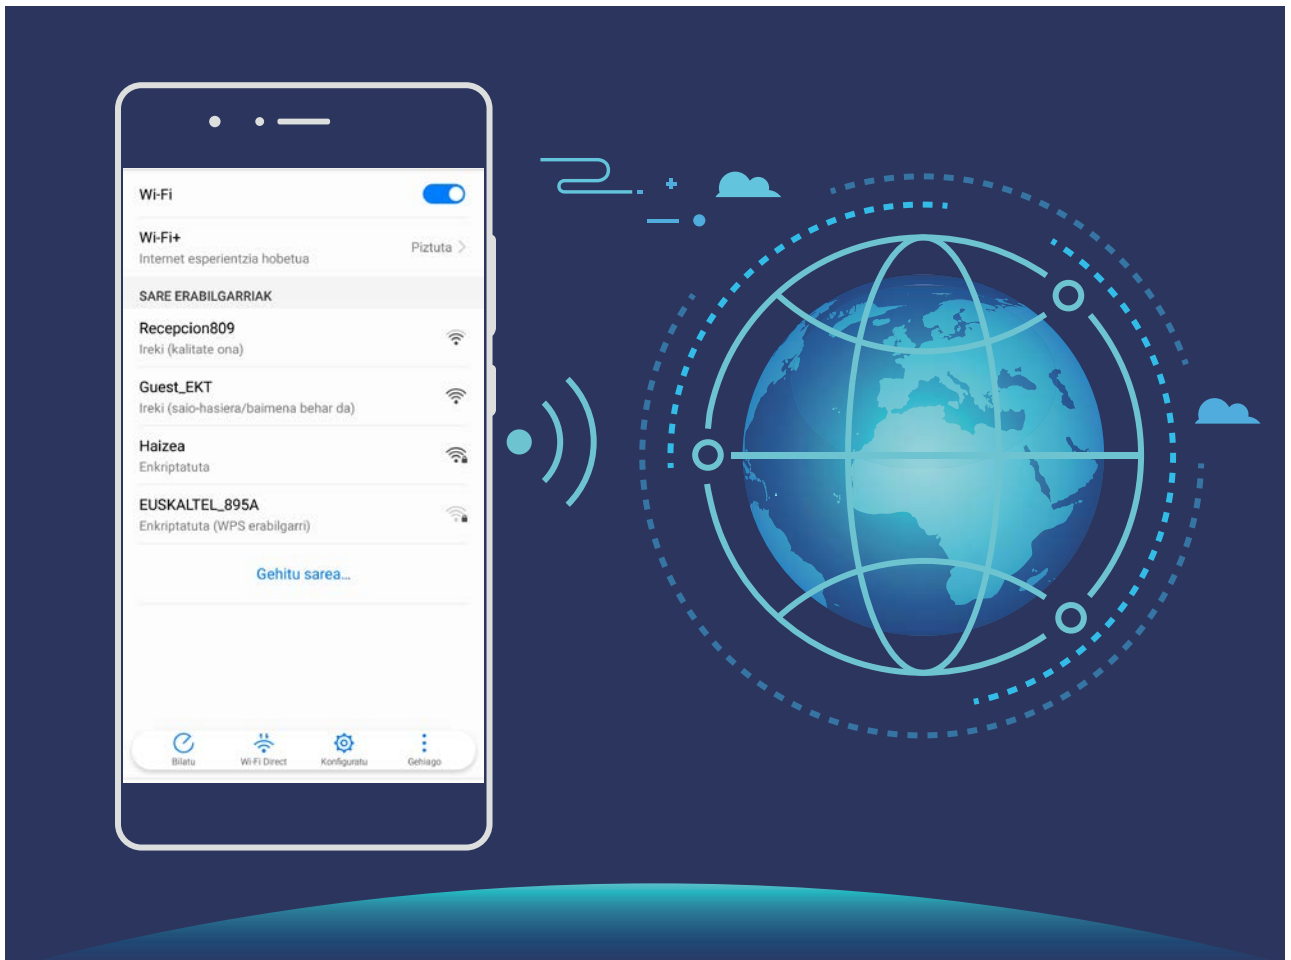 Wi-Fi
Wi-Fi+
Internet esperientzia hobetua
Piztuta
SARE ERABILGARRIAK
Recepcion809
Ireki (kalitate ona)
Guest_EKT
Ireki (saio-hasiera/baimena behar da)
Haizea
Enkriptatuta
EUSKALTEL_895A
Enkriptatuta (WPS erabilgarri)
Gehitu sarea...
Bilatu
Wi-Fi Direct
Konfiguratu
Gehiago